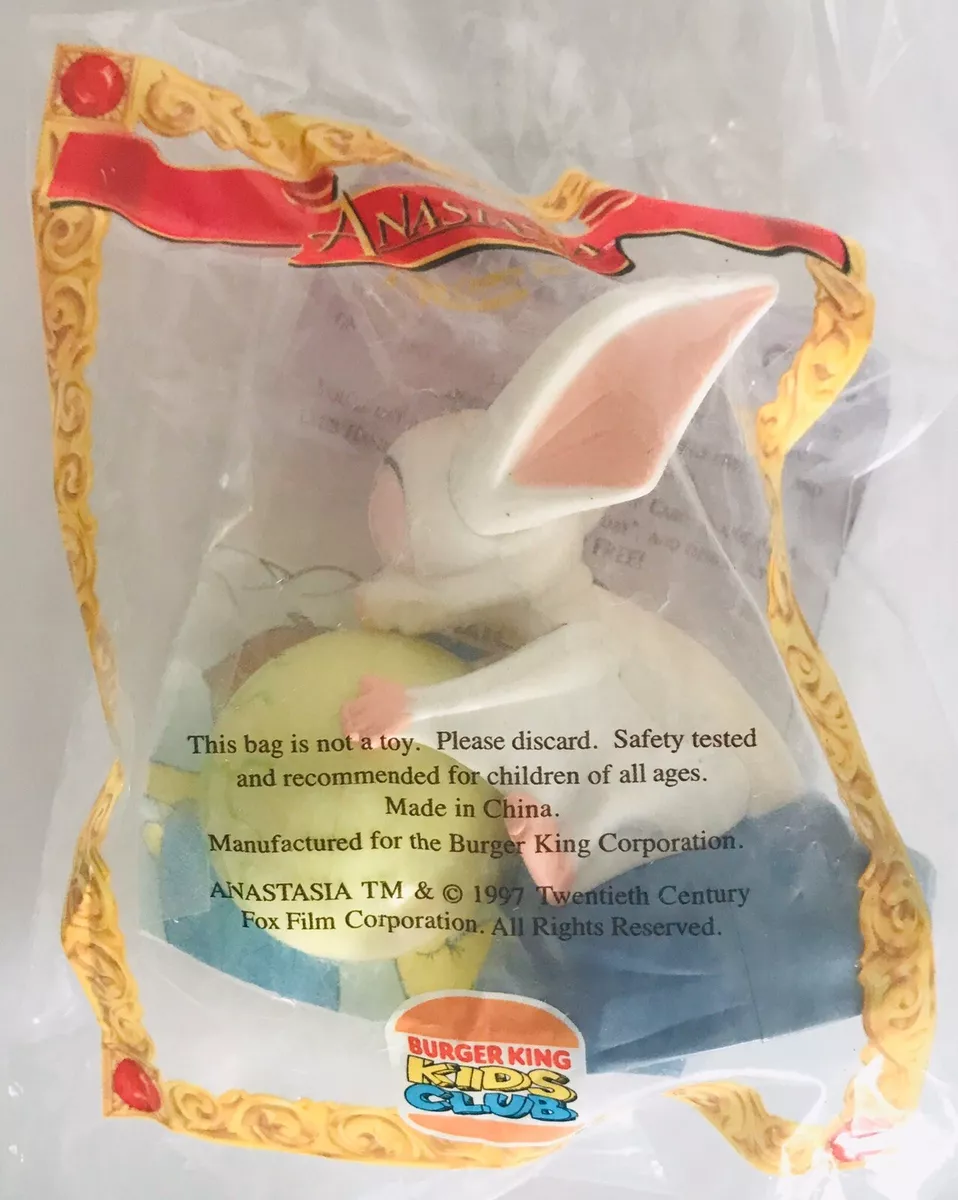 ANASTASIA
FREE!
This bag is not a toy. Please discard. Safety tested
and recommended for children of all ages.
Made in China.
Manufactured for the Burger King Corporation.
ANASTASIA TM & © 1997 Twentieth Century
Fox Film Corporation. All Rights Reserved.
BURGER KING
KIDS
CLUB